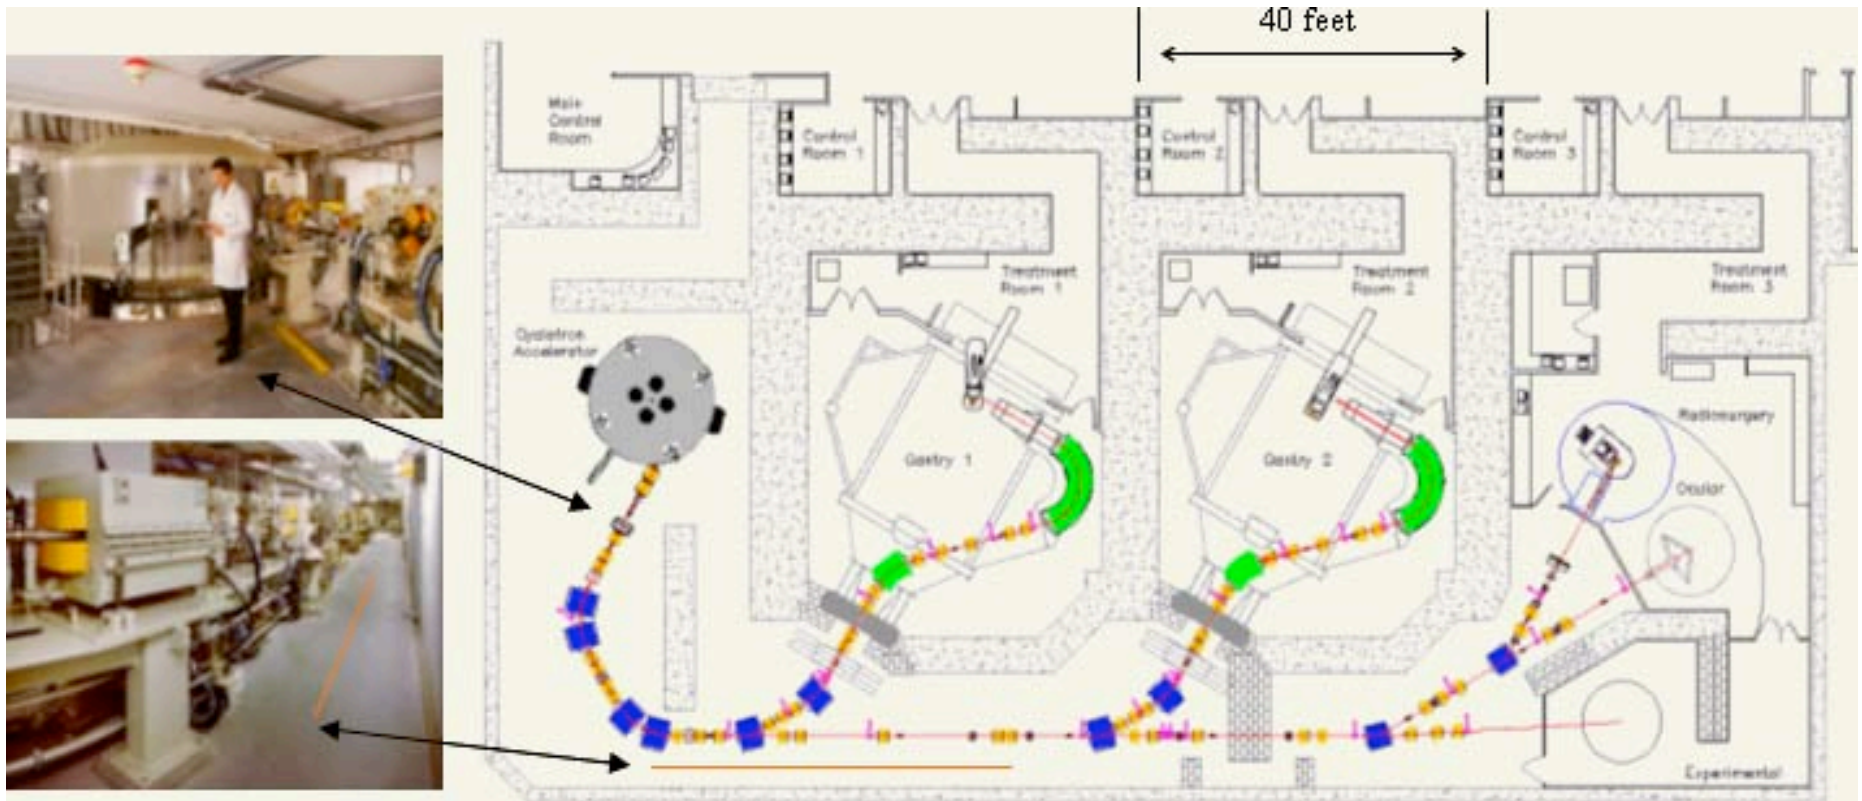 40 feet
Main
Control
Room
Control
Room 1
Control
Room 2
Control
Room 3
Treatment
Room 1
Treatment
Room 2
Treatment
Room 3
Cyclotron
Accelerator
Gantry 1
Gantry 2
Radiosurgery
Ocular
Experimental